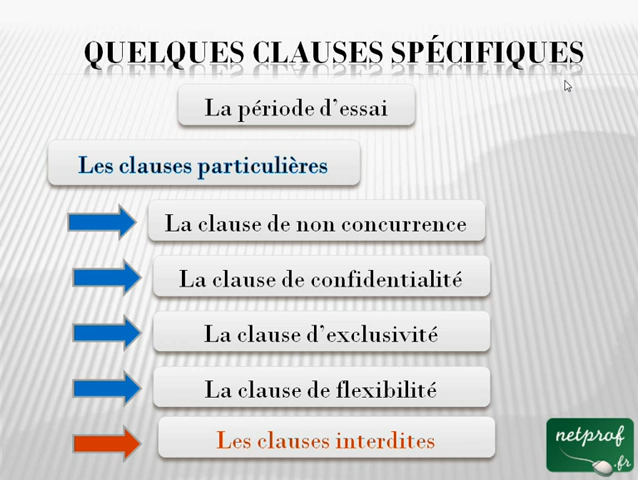 QUELQUES CLAUSES SPÉCIFIQUES
La période d'essai
Les clauses particulières
La clause de non concurrence
La clause de confidentialité
La clause d'exclusivité
La clause de flexibilité
Les clauses interdites
netprof
.fr